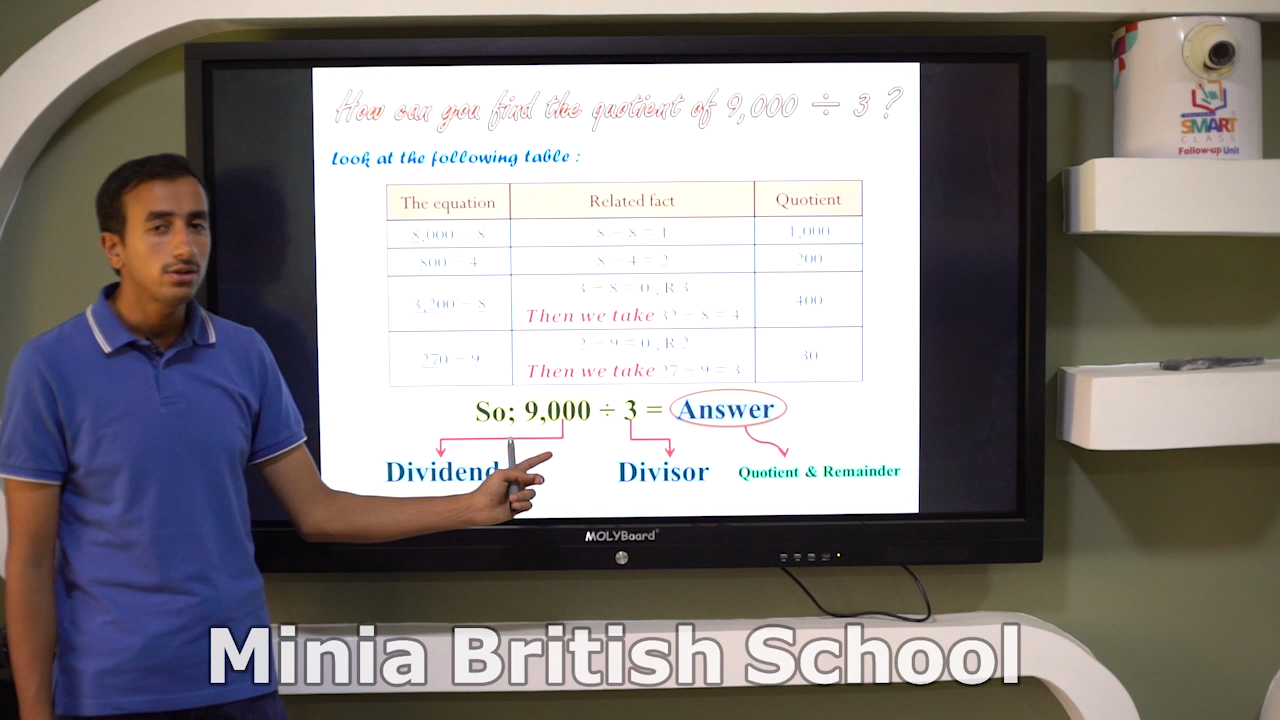 How can you find the quotient of 9,000 ÷ 3 ?
Look at the following table :
The equation Related fact Quotient
8,000 ÷ 8 8 ÷ 8 = 1 1,000
800 ÷ 4 8 ÷ 4 = 2 200
3,200 ÷ 8 3 ÷ 8 = 0 , R 3 400
Then we take 32 ÷ 8 = 4
270 ÷ 9 2 ÷ 9 = 0 , R 2 30
Then we take 27 ÷ 9 = 3
So; 9,000 ÷ 3 = Answer
Dividend Divisor Quotient & Remainder
MOLYBoard
SMART
CLASS
Follow-up Unit
Minia British School